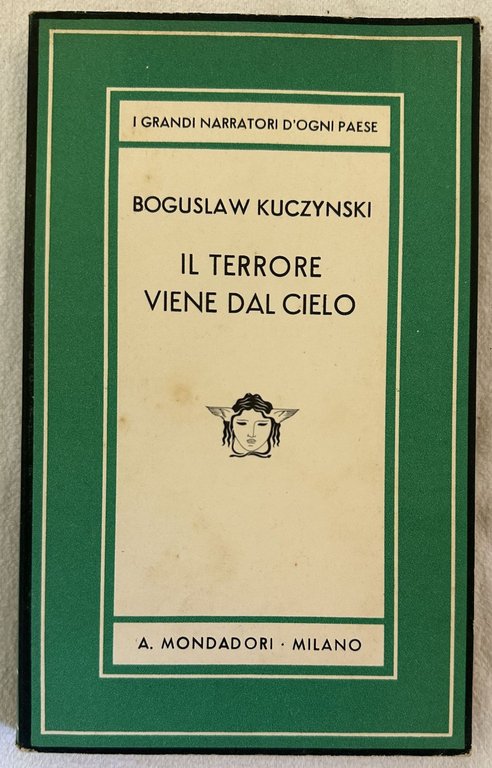 I GRANDI NARRATORI D'OGNI PAESE
BOGUSLAW KUCZYNSKI
IL TERRORE
VIENE DAL CIELO
A. MONDADORI · MILANO